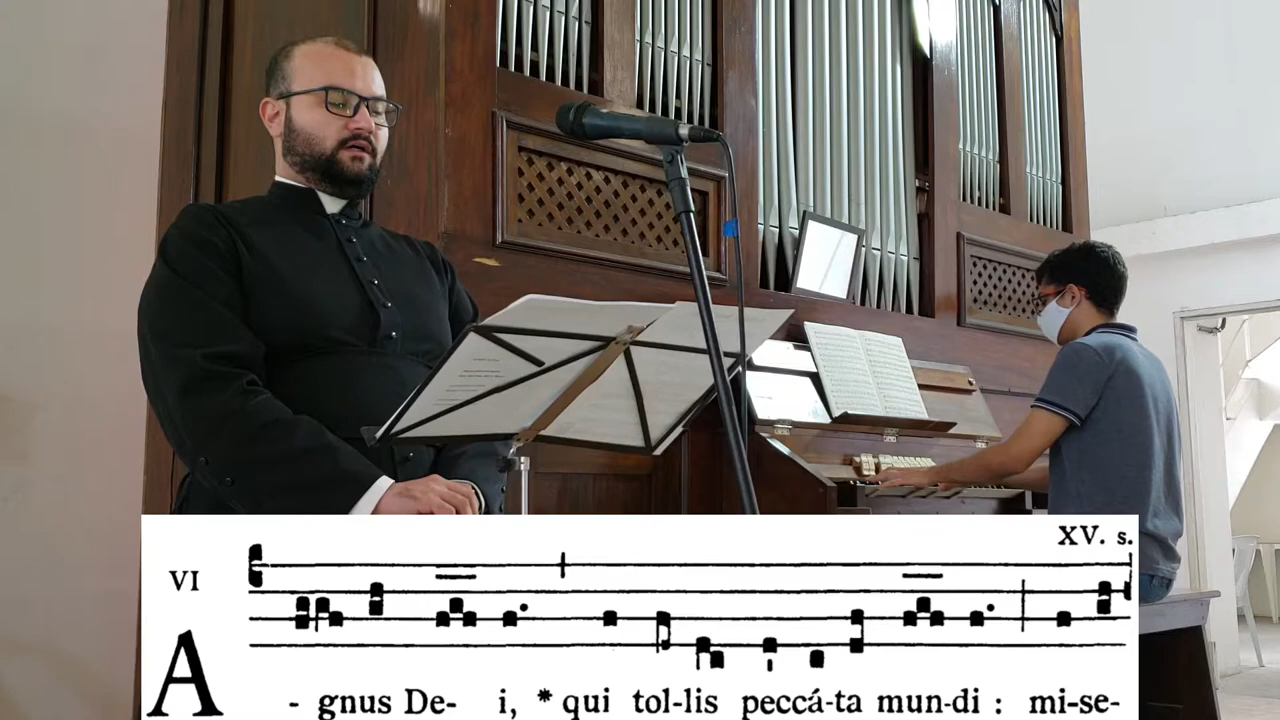 XV. s.
VI
A - gnus De- i, * qui tol-lis peccá-ta mun-di : mi-se-